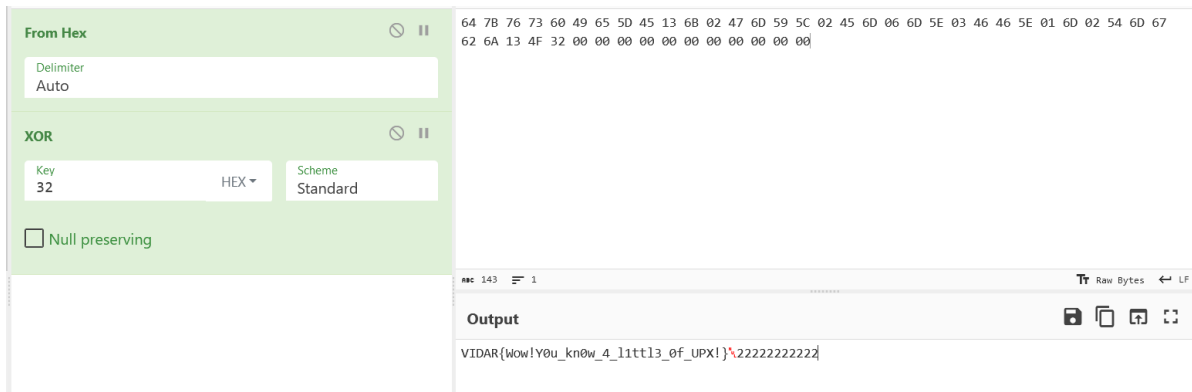 From Hex
Delimiter
Auto
XOR
Key
32
HEX
Scheme
Standard
Null preserving
64 7B 76 73 60 49 65 5D 45 13 6B 02 47 6D 59 5C 02 45 6D 06 6D 5E 03 46 46 5E 01 6D 02 54 6D 67
62 6A 13 4F 32 00 00 00 00 00 00 00 00 00 00 00
ABC 143 1
Tт Raw Bytes LF
Output
VIDAR{Wow!Y0u_kn0w_4_l1ttl3_0f_UPX!}22222222222